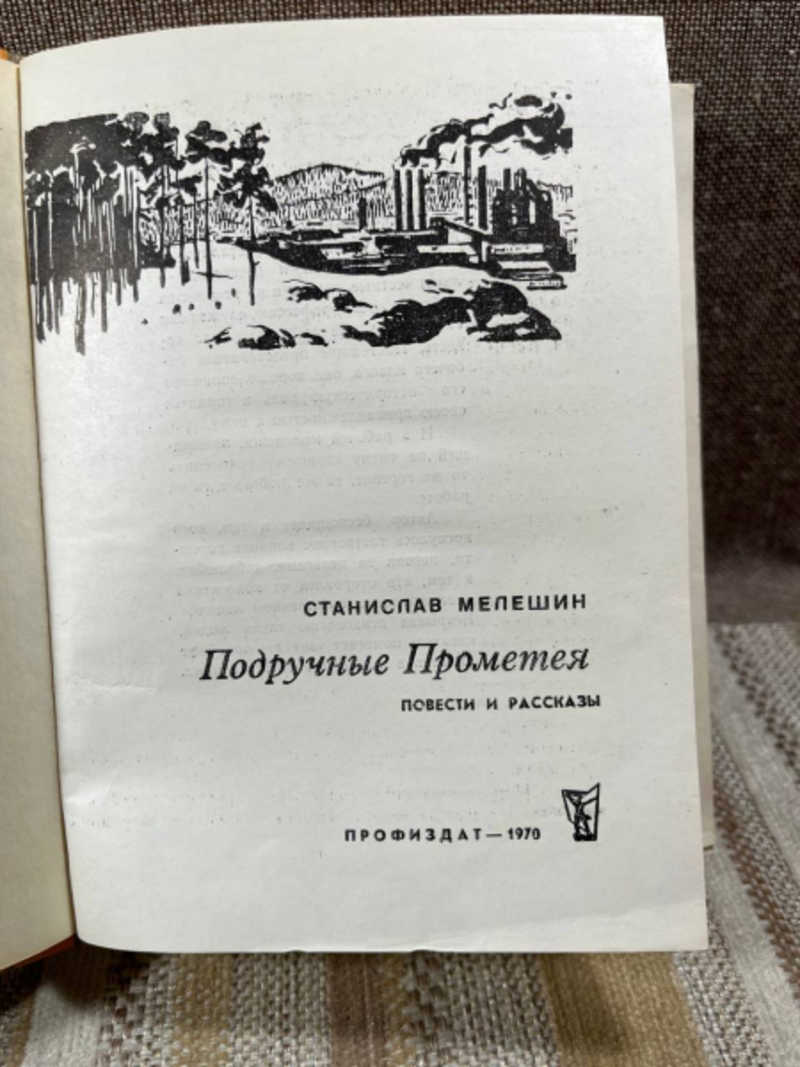 СТАНИСЛАВ МЕЛЕШИН
Подручные Прометея
ПОВЕСТИ И РАССКАЗЫ
ПРОФИЗДАТ—1970